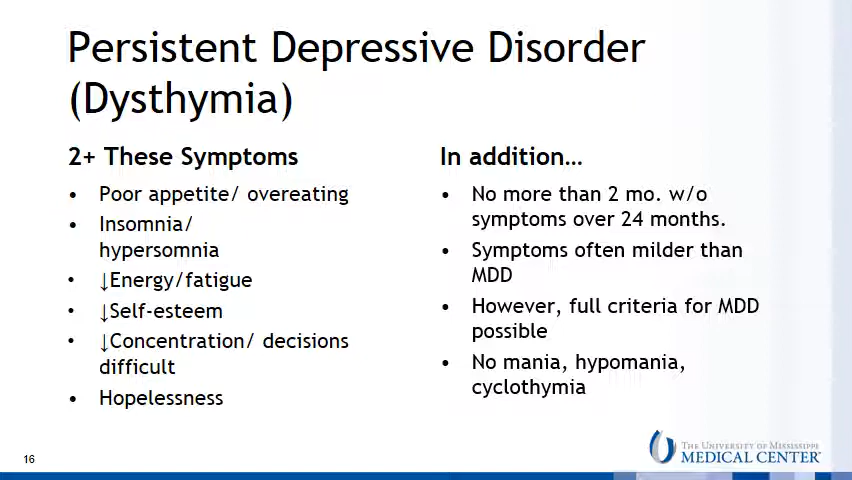 Persistent Depressive Disorder
(Dysthymia)
2+ These Symptoms
• Poor appetite/ overeating
• Insomnia/
hypersomnia
• ↓Energy/fatigue
• ↓Self-esteem
• ↓Concentration/ decisions
difficult
• Hopelessness
In addition…
• No more than 2 mo. w/o
symptoms over 24 months.
• Symptoms often milder than
MDD
• However, full criteria for MDD
possible
• No mania, hypomania,
cyclothymia
16
THE UNIVERSITY OF MISSISSIPPI
MEDICAL CENTER